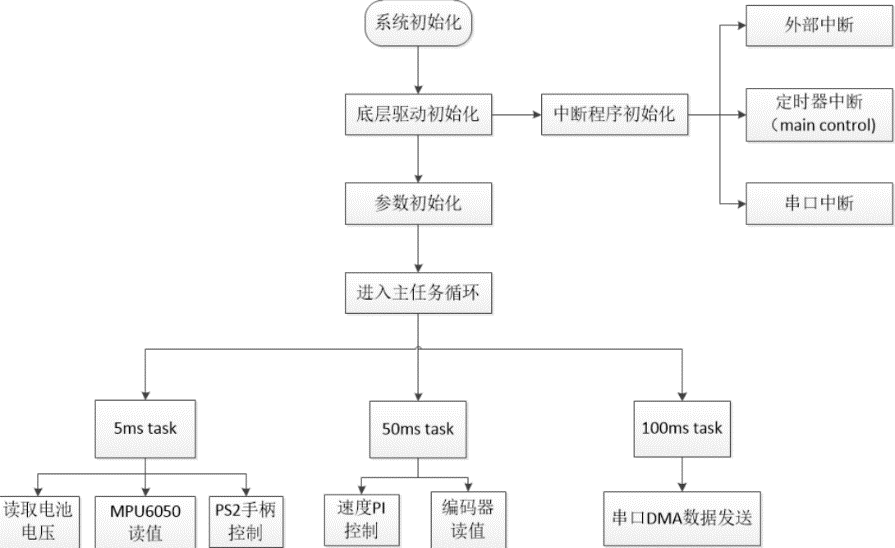 系统初始化
外部中断
底层驱动初始化
中断程序初始化
定时器中断
（main control)
参数初始化
串口中断
进入主任务循环
5ms task
50ms task
100ms task
读取电池
电压
MPU6050
读值
PS2手柄
控制
速度PI
控制
编码器
读值
串口DMA数据发送